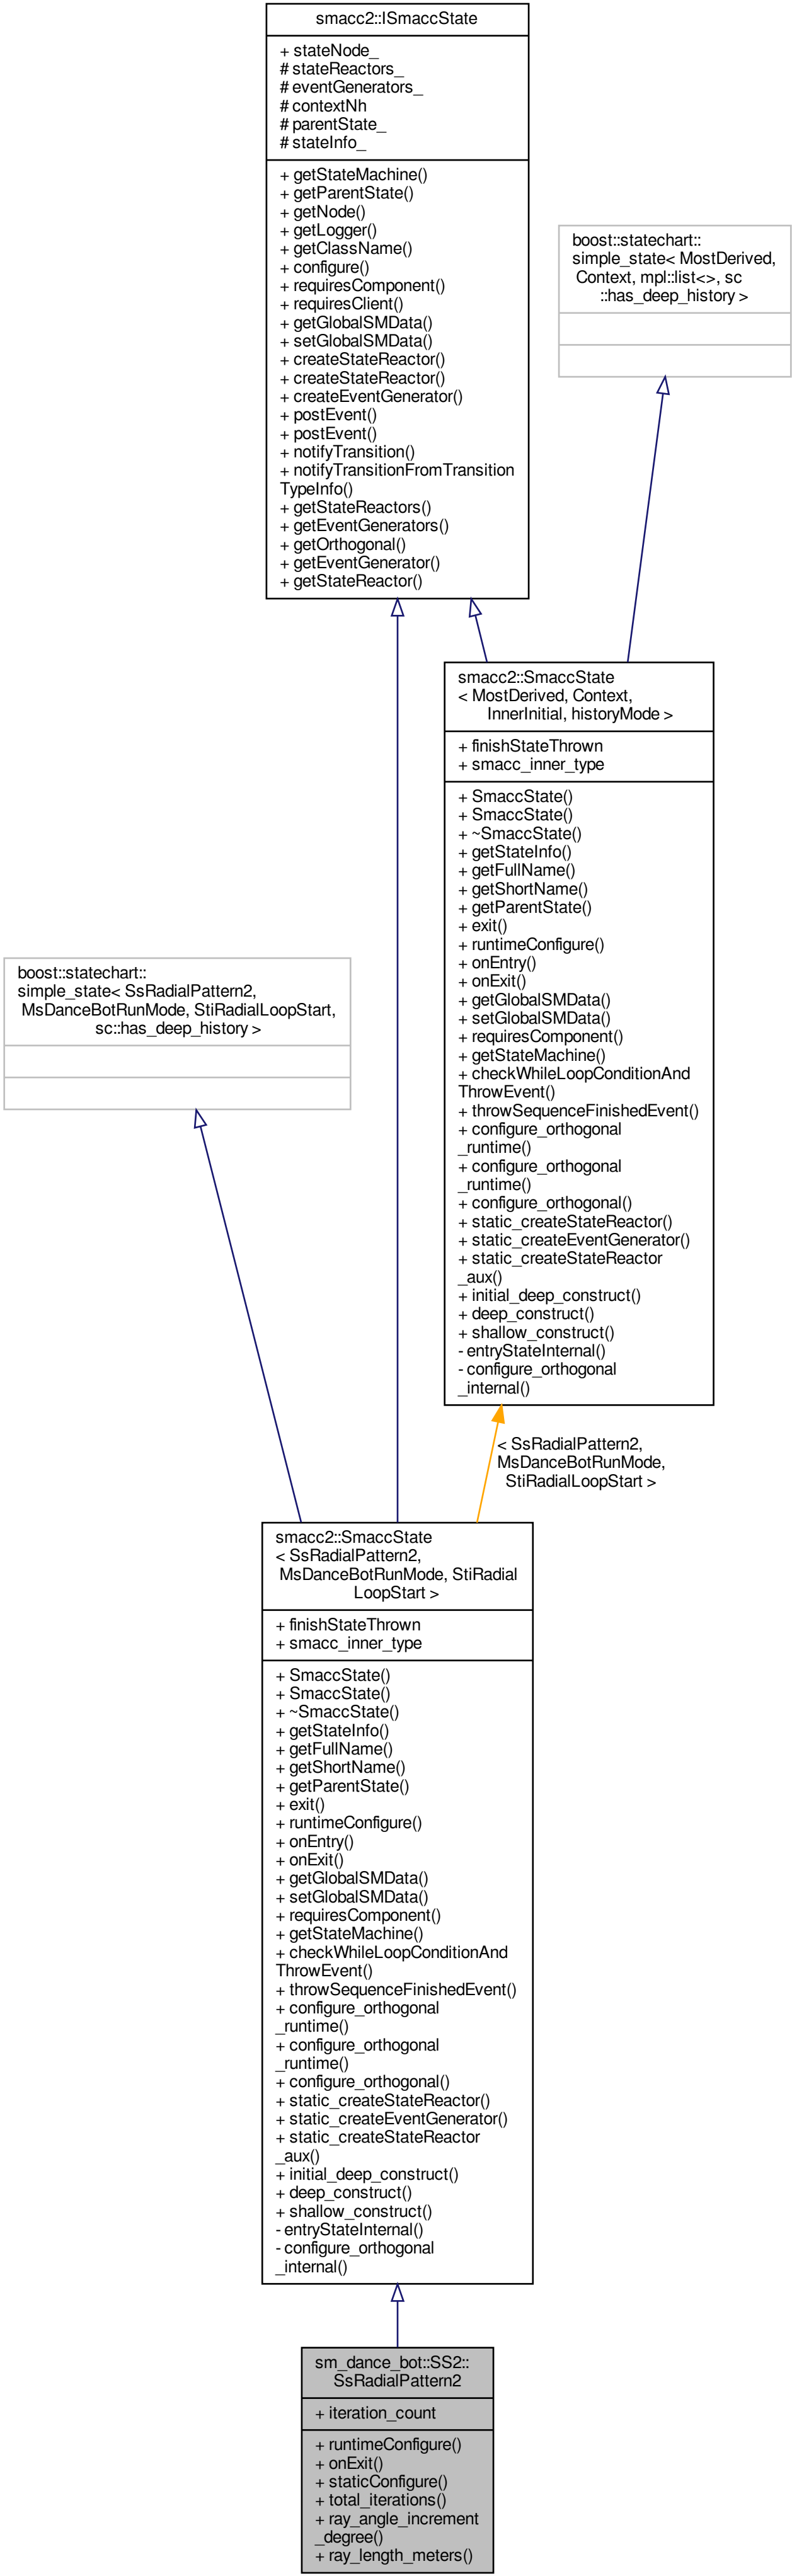 smacc2::ISmaccState
+ stateNode_
# stateReactors_
# eventGenerators_
# contextNh
# parentState_
# stateInfo_
+ getStateMachine()
+ getParentState()
+ getNode()
+ getLogger()
+ getClassName()
+ configure()
+ requiresComponent()
+ requiresClient()
+ getGlobalSMData()
+ setGlobalSMData()
+ createStateReactor()
+ createStateReactor()
+ createEventGenerator()
+ postEvent()
+ postEvent()
+ notifyTransition()
+ notifyTransitionFromTransition
TypeInfo()
+ getStateReactors()
+ getEventGenerators()
+ getOrthogonal()
+ getEventGenerator()
+ getStateReactor()
boost::statechart::
simple_state< MostDerived,
Context, mpl::list<>, sc
::has_deep_history >
smacc2::SmaccState
< MostDerived, Context,
InnerInitial, historyMode >
+ finishStateThrown
+ smacc_inner_type
+ SmaccState()
+ SmaccState()
+ ~SmaccState()
+ getStateInfo()
+ getFullName()
+ getShortName()
+ getParentState()
+ exit()
+ runtimeConfigure()
+ onEntry()
+ onExit()
+ getGlobalSMData()
+ setGlobalSMData()
+ requiresComponent()
+ getStateMachine()
+ checkWhileLoopConditionAnd
ThrowEvent()
+ throwSequenceFinishedEvent()
+ configure_orthogonal
_runtime()
+ configure_orthogonal
_runtime()
+ configure_orthogonal()
+ static_createStateReactor()
+ static_createEventGenerator()
+ static_createStateReactor
_aux()
+ initial_deep_construct()
+ deep_construct()
+ shallow_construct()
- entryStateInternal()
- configure_orthogonal
_internal()
boost::statechart::
simple_state< SsRadialPattern2,
MsDanceBotRunMode, StiRadialLoopStart,
sc::has_deep_history >
< SsRadialPattern2,
MsDanceBotRunMode,
StiRadialLoopStart >
smacc2::SmaccState
< SsRadialPattern2,
MsDanceBotRunMode, StiRadial
LoopStart >
+ finishStateThrown
+ smacc_inner_type
+ SmaccState()
+ SmaccState()
+ ~SmaccState()
+ getStateInfo()
+ getFullName()
+ getShortName()
+ getParentState()
+ exit()
+ runtimeConfigure()
+ onEntry()
+ onExit()
+ getGlobalSMData()
+ setGlobalSMData()
+ requiresComponent()
+ getStateMachine()
+ checkWhileLoopConditionAnd
ThrowEvent()
+ throwSequenceFinishedEvent()
+ configure_orthogonal
_runtime()
+ configure_orthogonal
_runtime()
+ configure_orthogonal()
+ static_createStateReactor()
+ static_createEventGenerator()
+ static_createStateReactor
_aux()
+ initial_deep_construct()
+ deep_construct()
+ shallow_construct()
- entryStateInternal()
- configure_orthogonal
_internal()
sm_dance_bot::SS2::
SsRadialPattern2
+ iteration_count
+ runtimeConfigure()
+ onExit()
+ staticConfigure()
+ total_iterations()
+ ray_angle_increment
_degree()
+ ray_length_meters()